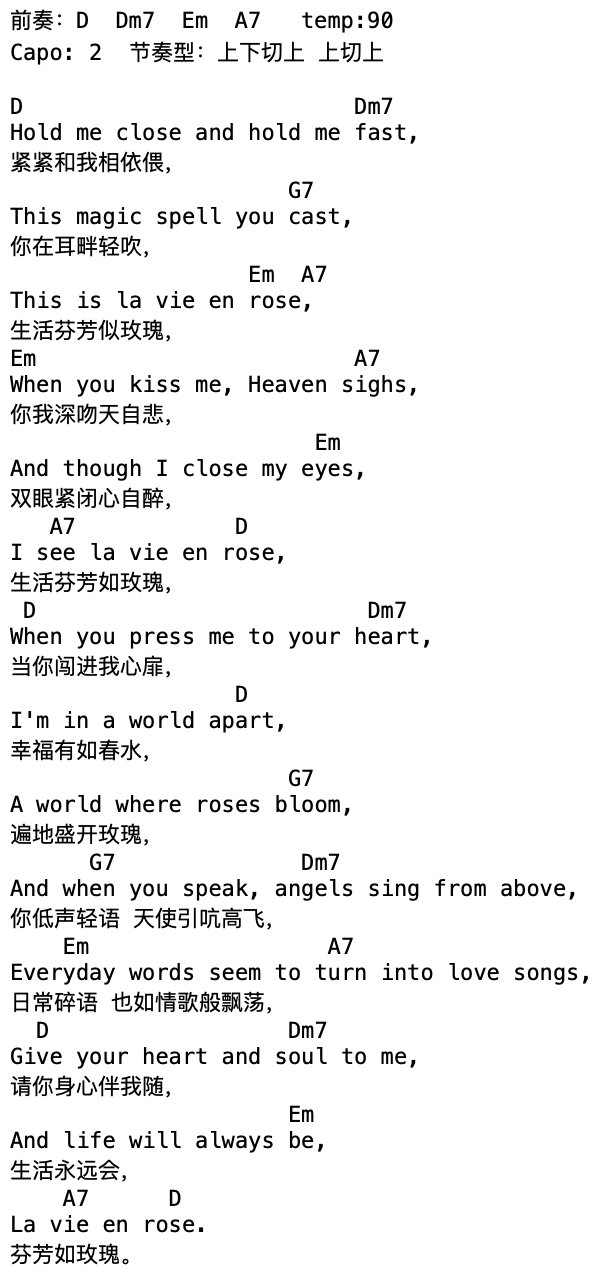 前奏：D  Dm7  Em  A7   temp:90
Capo: 2  节奏型：上下切上 上切上
D                         Dm7
Hold me close and hold me fast,
紧紧和我相依偎，
                     G7
This magic spell you cast,
你在耳畔轻吹，
                  Em  A7
This is la vie en rose,
生活芬芳似玫瑰，
Em                        A7
When you kiss me, Heaven sighs,
你我深吻天自悲，
                       Em
And though I close my eyes,
双眼紧闭心自醉，
   A7            D
I see la vie en rose,
生活芬芳如玫瑰，
 D                         Dm7
When you press me to your heart,
当你闯进我心扉，
                 D
I'm in a world apart,
幸福有如春水，
                     G7
A world where roses bloom,
遍地盛开玫瑰，
      G7              Dm7
And when you speak, angels sing from above,
你低声轻语 天使引吭高飞，
    Em                  A7
Everyday words seem to turn into love songs,
日常碎语 也如情歌般飘荡，
  D                  Dm7
Give your heart and soul to me,
请你身心伴我随，
                     Em
And life will always be,
生活永远会，
    A7      D
La vie en rose.
芬芳如玫瑰。